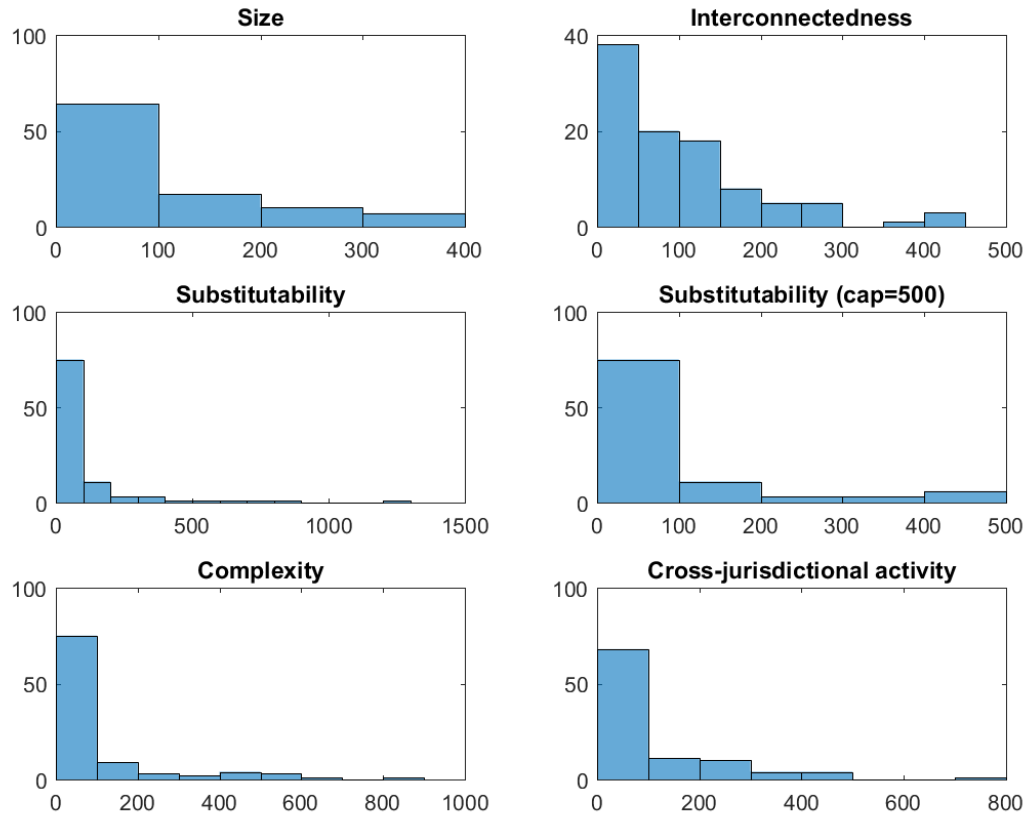 Size
100
50
0
0 100 200 300 400
Interconnectedness
40
20
0
0 100 200 300 400 500
Substitutability
100
50
0
0 500 1000 1500
Substitutability (cap=500)
100
50
0
0 100 200 300 400 500
Complexity
100
50
0
0 200 400 600 800 1000
Cross-jurisdictional activity
100
50
0
0 200 400 600 800